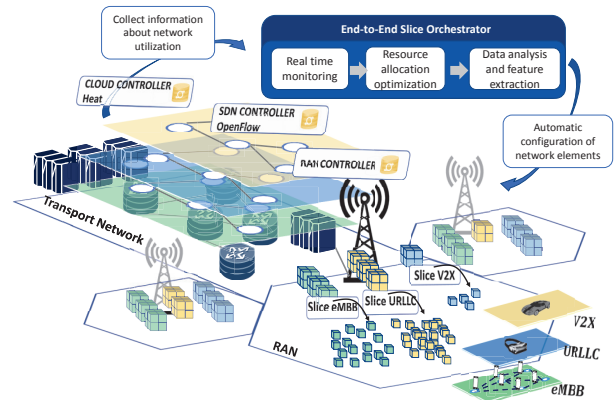 Collect information
about network
utilization
End-to-End Slice Orchestrator
Real time
monitoring
Resource
allocation
optimization
Data analysis
and feature
extraction
CLOUD CONTROLLER
Heat
SDN CONTROLLER
OpenFlow
RAN CONTROLLER
Automatic
configuration of
network elements
Transport Network
Slice V2X
Slice URLLC
Slice eMBB
RAN
V2X
URLLC
eMBB